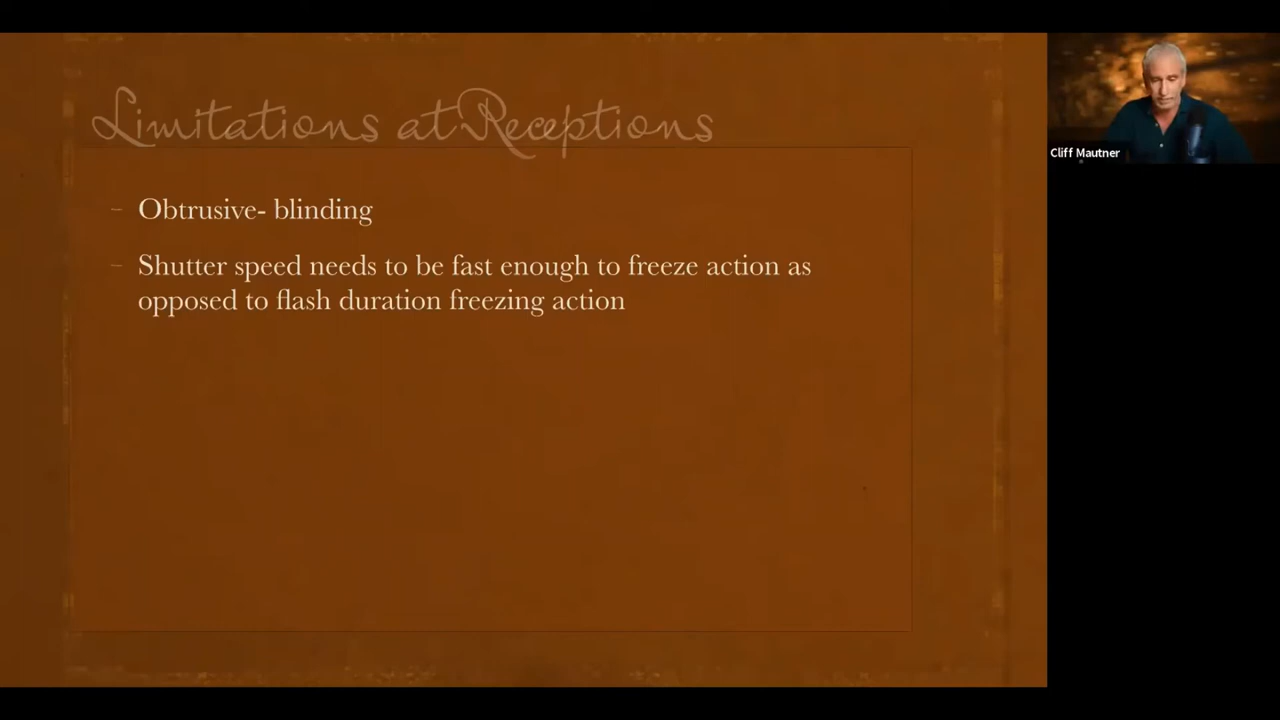 Limitations at Receptions
– Obtrusive- blinding
– Shutter speed needs to be fast enough to freeze action as
opposed to flash duration freezing action
Cliff Mautner